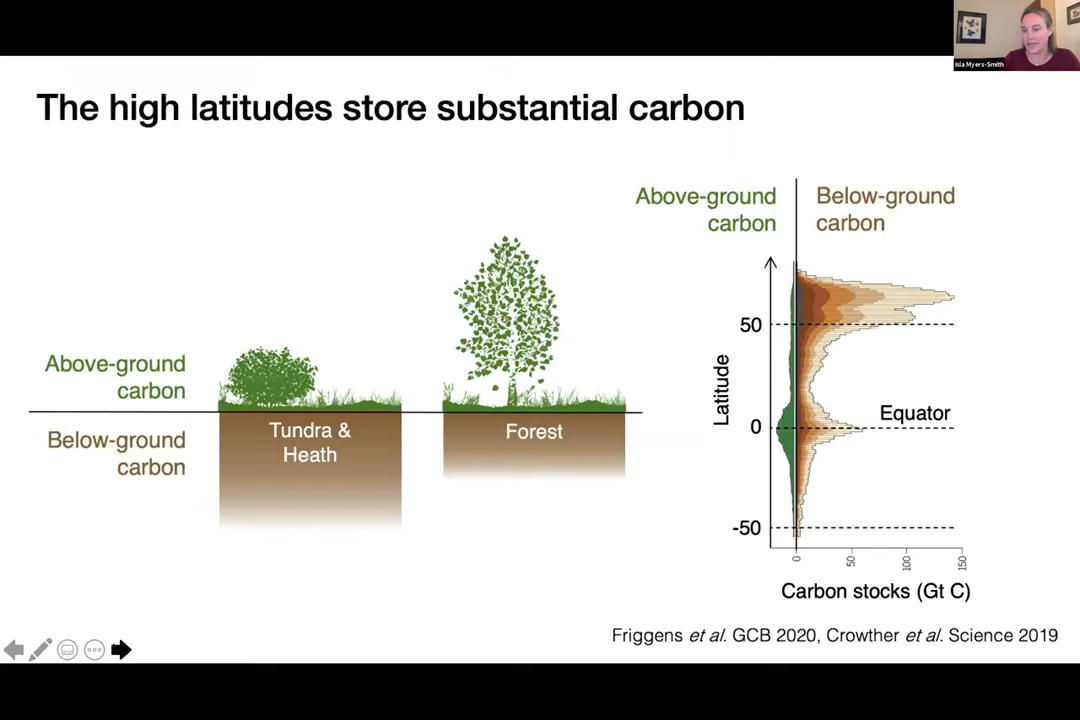 Isla Myers-Smith
The high latitudes store substantial carbon
Above-ground
carbon
Below-ground
carbon
Tundra &
Heath
Forest
Above-ground
carbon
Below-ground
carbon
50
Latitude
Equator
0
-50
0
50
100
150
Carbon stocks (Gt C)
Friggens et al. GCB 2020, Crowther et al. Science 2019